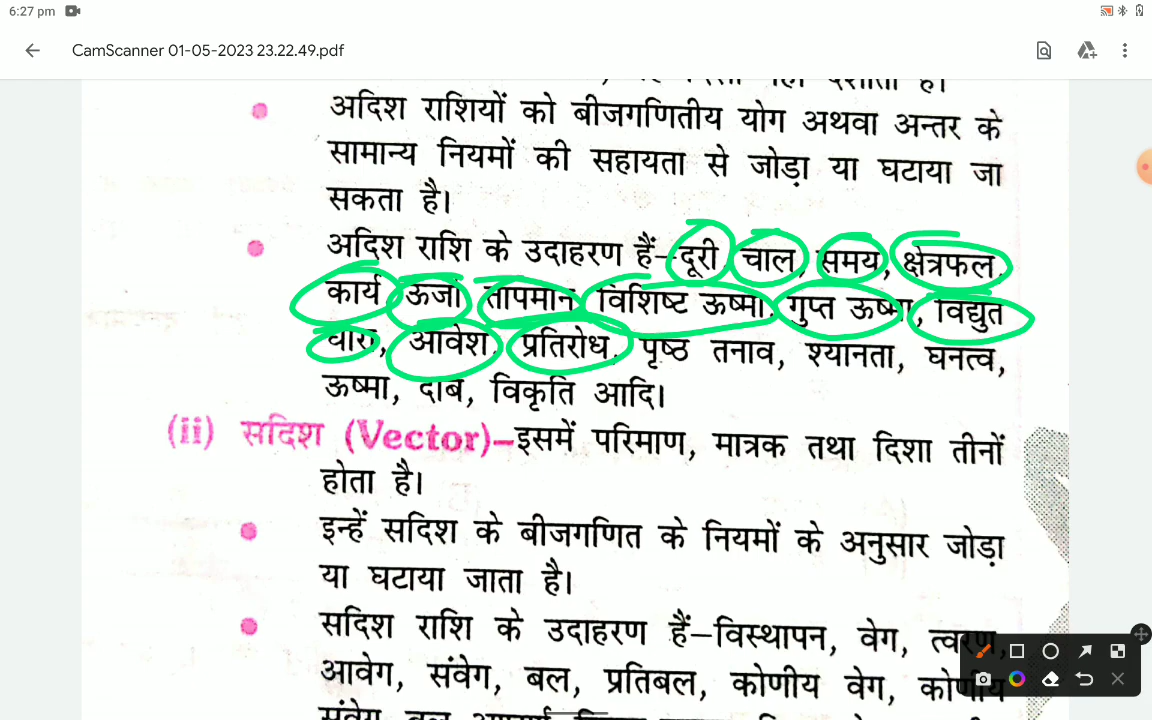 6:27 pm
CamScanner 01-05-2023 23.22.49.pdf
अदिश राशियों को बीजगणितीय योग अथवा अन्तर के
सामान्य नियमों की सहायता से जोड़ा या घटाया जा
सकता है।
अदिश राशि के उदाहरण हैं–दूरी, चाल, समय, क्षेत्रफल,
कार्य ऊर्जा तापमान, विशिष्ट ऊष्मा, गुप्त ऊष्मा, विद्युत
धारा, आवेश, प्रतिरोध, पृष्ठ तनाव, श्यानता, घनत्व,
ऊष्मा, दाब, विकृति आदि।
(ii) सदिश (Vector)–इसमें परिमाण, मात्रक तथा दिशा तीनों
होता है।
इन्हें सदिश के बीजगणित के नियमों के अनुसार जोड़ा
या घटाया जाता है।
सदिश राशि के उदाहरण हैं–विस्थापन, वेग, त्वरण,
आवेग, संवेग, बल, प्रतिबल, कोणीय वेग, कोणीय